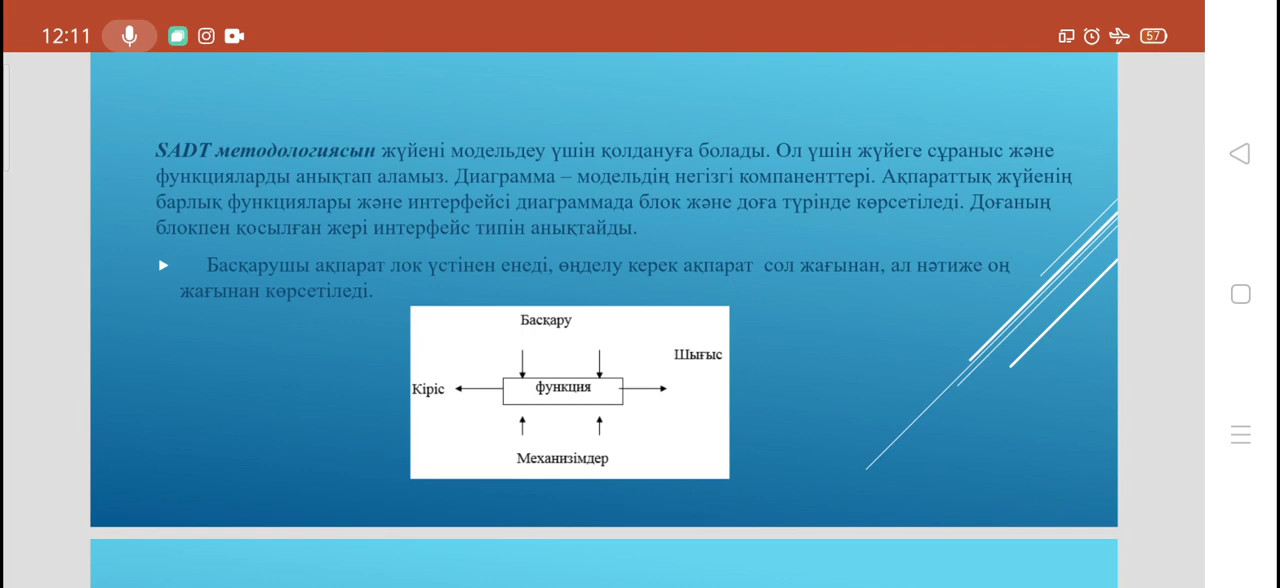 12:11
57
SADT методологиясын жүйені модельдеу үшін қолдануға болады. Ол үшін жүйеге сұраныс және
функцияларды анықтап аламыз. Диаграмма – модельдің негізгі компаненттері. Ақпараттық жүйенің
барлық функциялары және интерфейсі диаграммада блок және доға түрінде көрсетіледі. Доғаның
блокпен қосылған жері интерфейс типін анықтайды.
Басқарушы ақпарат лок үстінен енеді, өңделу керек ақпарат сол жағынан, ал нәтиже оң
жағынан көрсетіледі.
Басқару
Шығыс
Кіріс
функция
Механизімдер